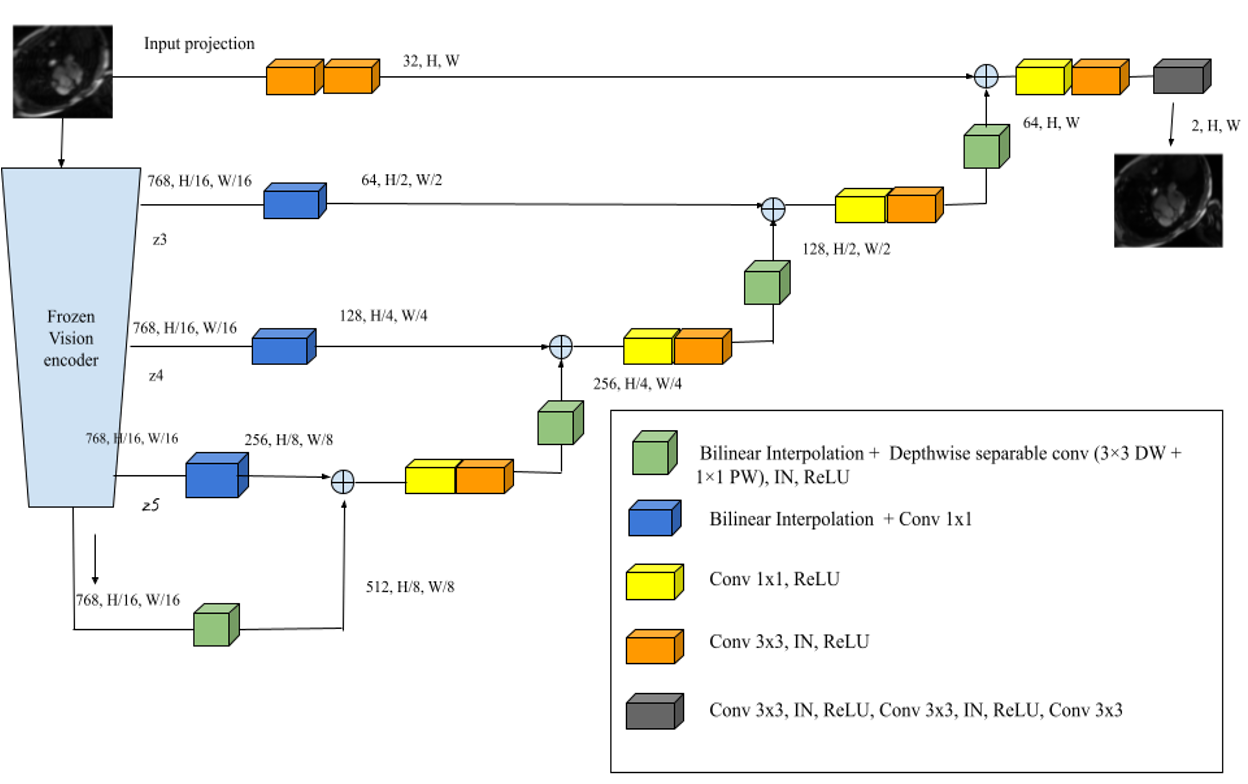 Input projection
32, H, W
64, H, W
2, H, W
768, H/16, W/16
64, H/2, W/2
z3
128, H/2, W/2
Frozen
Vision
encoder
768, H/16, W/16
128, H/4, W/4
z4
256, H/4, W/4
768, H/16, W/16
256, H/8, W/8
z5
512, H/8, W/8
768, H/16, W/16
Bilinear Interpolation + Depthwise separable conv (3×3 DW +
1×1 PW), IN, ReLU
Bilinear Interpolation + Conv 1x1
Conv 1x1, ReLU
Conv 3x3, IN, ReLU
Conv 3x3, IN, ReLU, Conv 3x3, IN, ReLU, Conv 3x3